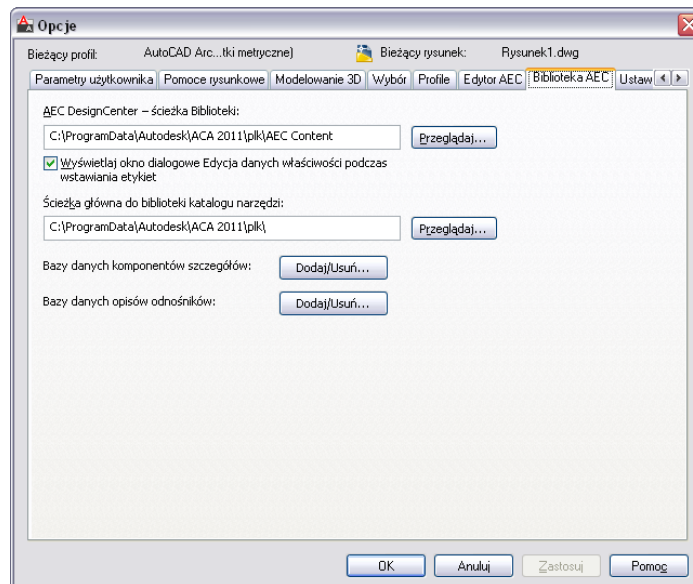 Opcje
Bieżący profil: AutoCAD Arc...tki metryczne) Bieżący rysunek: Rysunek1.dwg
Parametry użytkownika Pomoce rysunkowe Modelowanie 3D Wybór Profile Edytor AEC Biblioteka AEC Ustaw
AEC DesignCenter – ścieżka Biblioteki:
C:\ProgramData\Autodesk\ACA 2011\plk\AEC Content Przeglądaj...
Wyświetlaj okno dialogowe Edycja danych właściwości podczas
wstawiania etykiet
Ścieżka główna do biblioteki katalogu narzędzi:
C:\ProgramData\Autodesk\ACA 2011\plk\ Przeglądaj...
Bazy danych komponentów szczegółów: Dodaj/Usuń...
Bazy danych opisów odnośników: Dodaj/Usuń...
OK Anuluj Zastosuj Pomoc